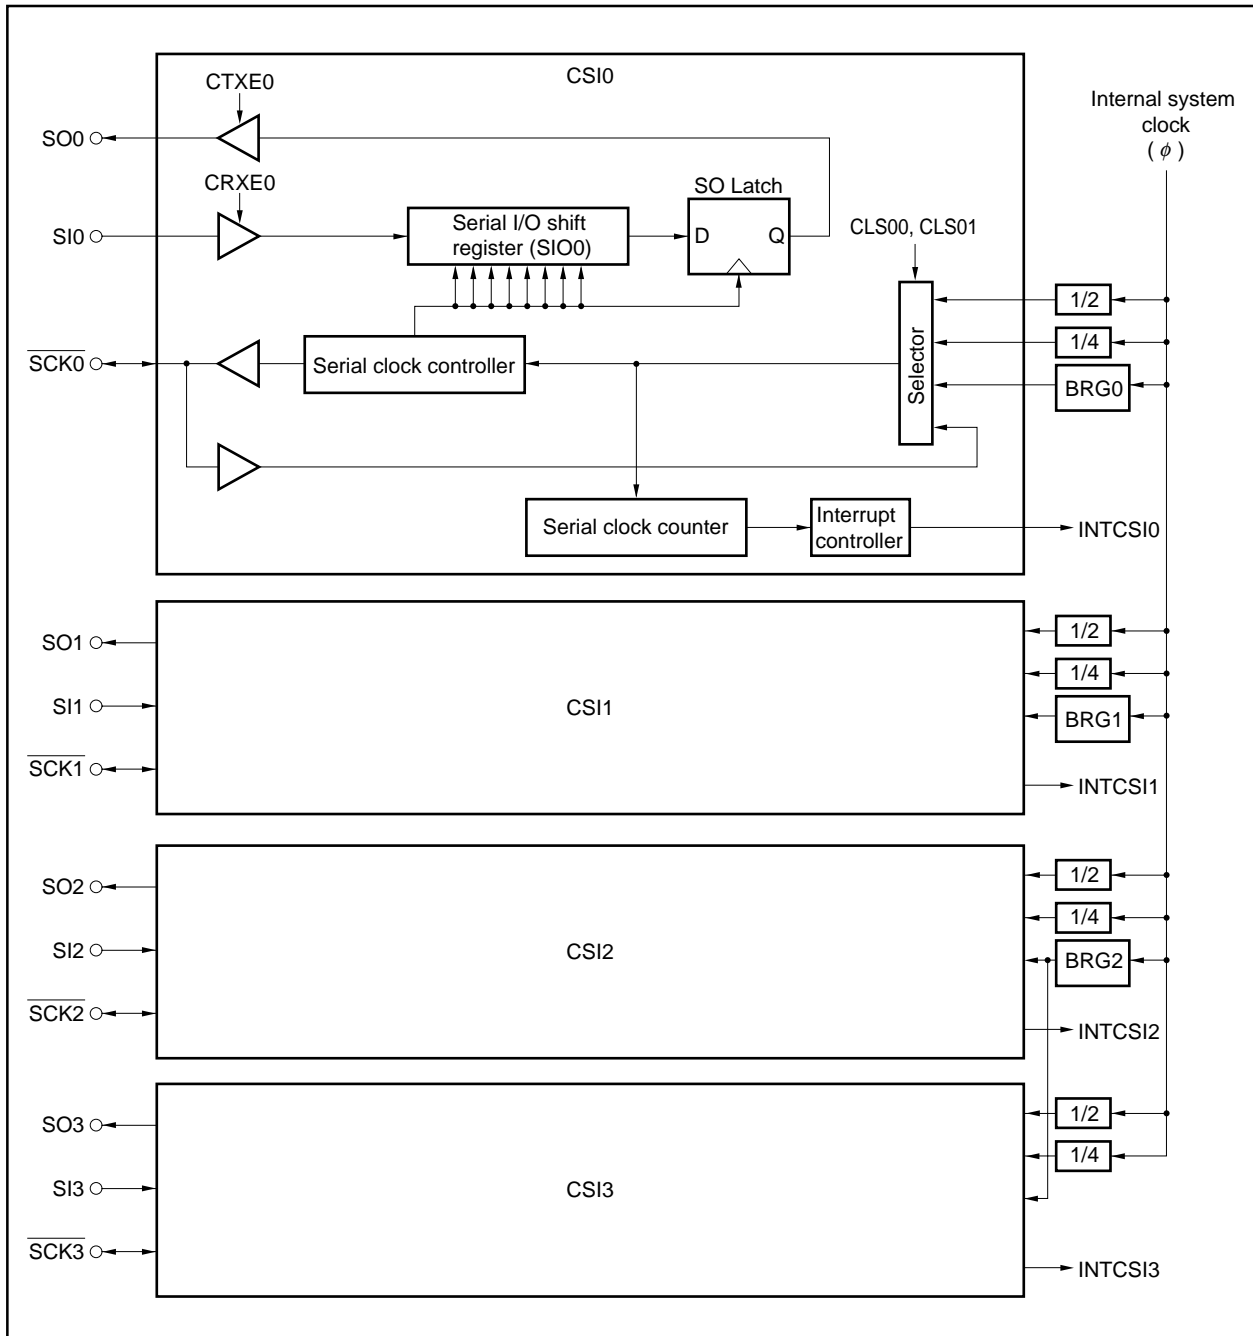 CSI0
CTXE0
Internal system
clock
( ϕ )
SO0
CRXE0
SO Latch
SI0
Serial I/O shift
register (SIO0)
D
Q
CLS00, CLS01
1/2
1/4
SCK0
Serial clock controller
Selector
BRG0
Serial clock counter
Interrupt
controller
INTCSI0
SO1
1/2
1/4
SI1
CSI1
BRG1
SCK1
INTCSI1
SO2
1/2
1/4
SI2
CSI2
BRG2
SCK2
INTCSI2
SO3
1/2
1/4
SI3
CSI3
SCK3
INTCSI3